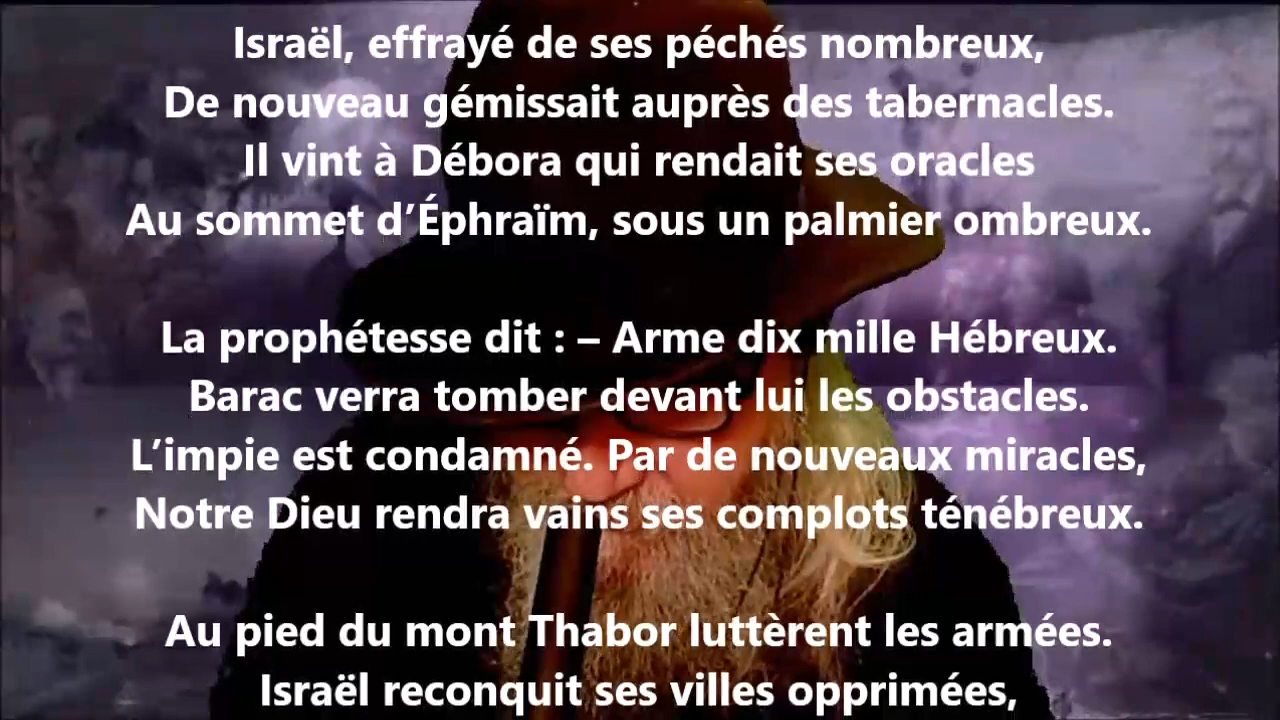 Israël, effrayé de ses péchés nombreux,
De nouveau gémissait auprès des tabernacles.
Il vint à Débora qui rendait ses oracles
Au sommet d’Éphraïm, sous un palmier ombreux.
La prophétesse dit : – Arme dix mille Hébreux.
Barac verra tomber devant lui les obstacles.
L’impie est condamné. Par de nouveaux miracles,
Notre Dieu rendra vains ses complots ténébreux.
Au pied du mont Thabor luttèrent les armées.
Israël reconquit ses villes opprimées,